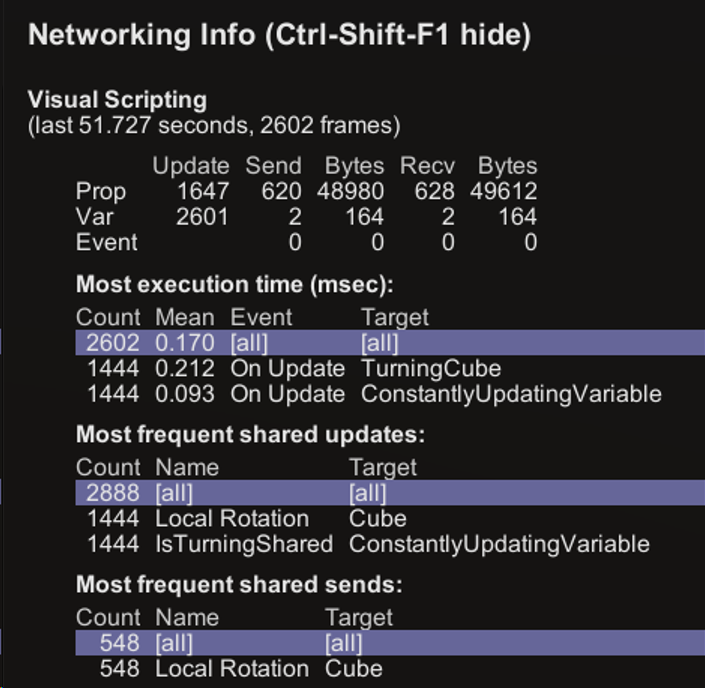 Networking Info (Ctrl-Shift-F1 hide)
Visual Scripting
(last 51.727 seconds, 2602 frames)
Update Send Bytes Recv Bytes
Prop 1647 620 48980 628 49612
Var 2601 2 164 2 164
Event 0 0 0 0
Most execution time (msec):
Count Mean Event Target
2602 0.170 [all] [all]
1444 0.212 On Update TurningCube
1444 0.093 On Update ConstantlyUpdatingVariable
Most frequent shared updates:
Count Name Target
2888 [all] [all]
1444 Local Rotation Cube
1444 IsTurningShared ConstantlyUpdatingVariable
Most frequent shared sends:
Count Name Target
548 [all] [all]
548 Local Rotation Cube